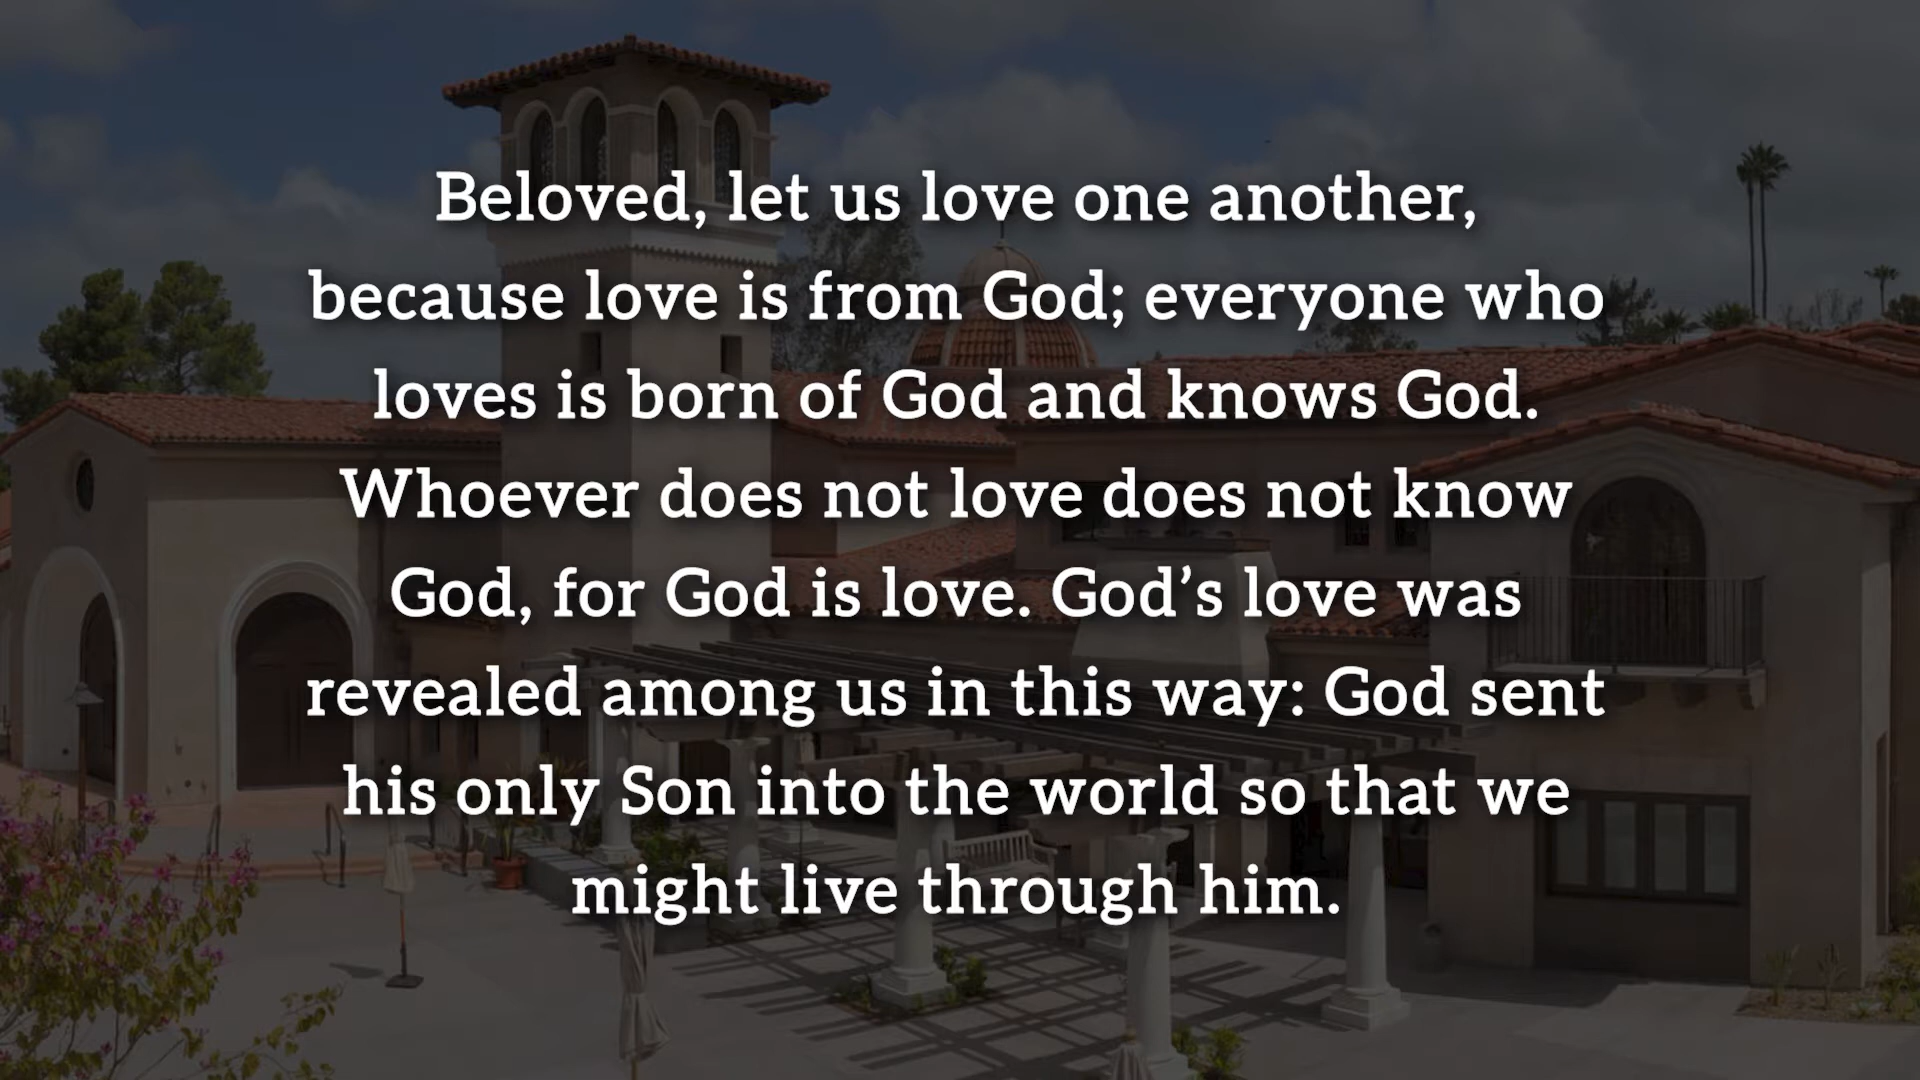 Beloved, let us love one another,
because love is from God; everyone who
loves is born of God and knows God.
Whoever does not love does not know
God, for God is love. God’s love was
revealed among us in this way: God sent
his only Son into the world so that we
might live through him.